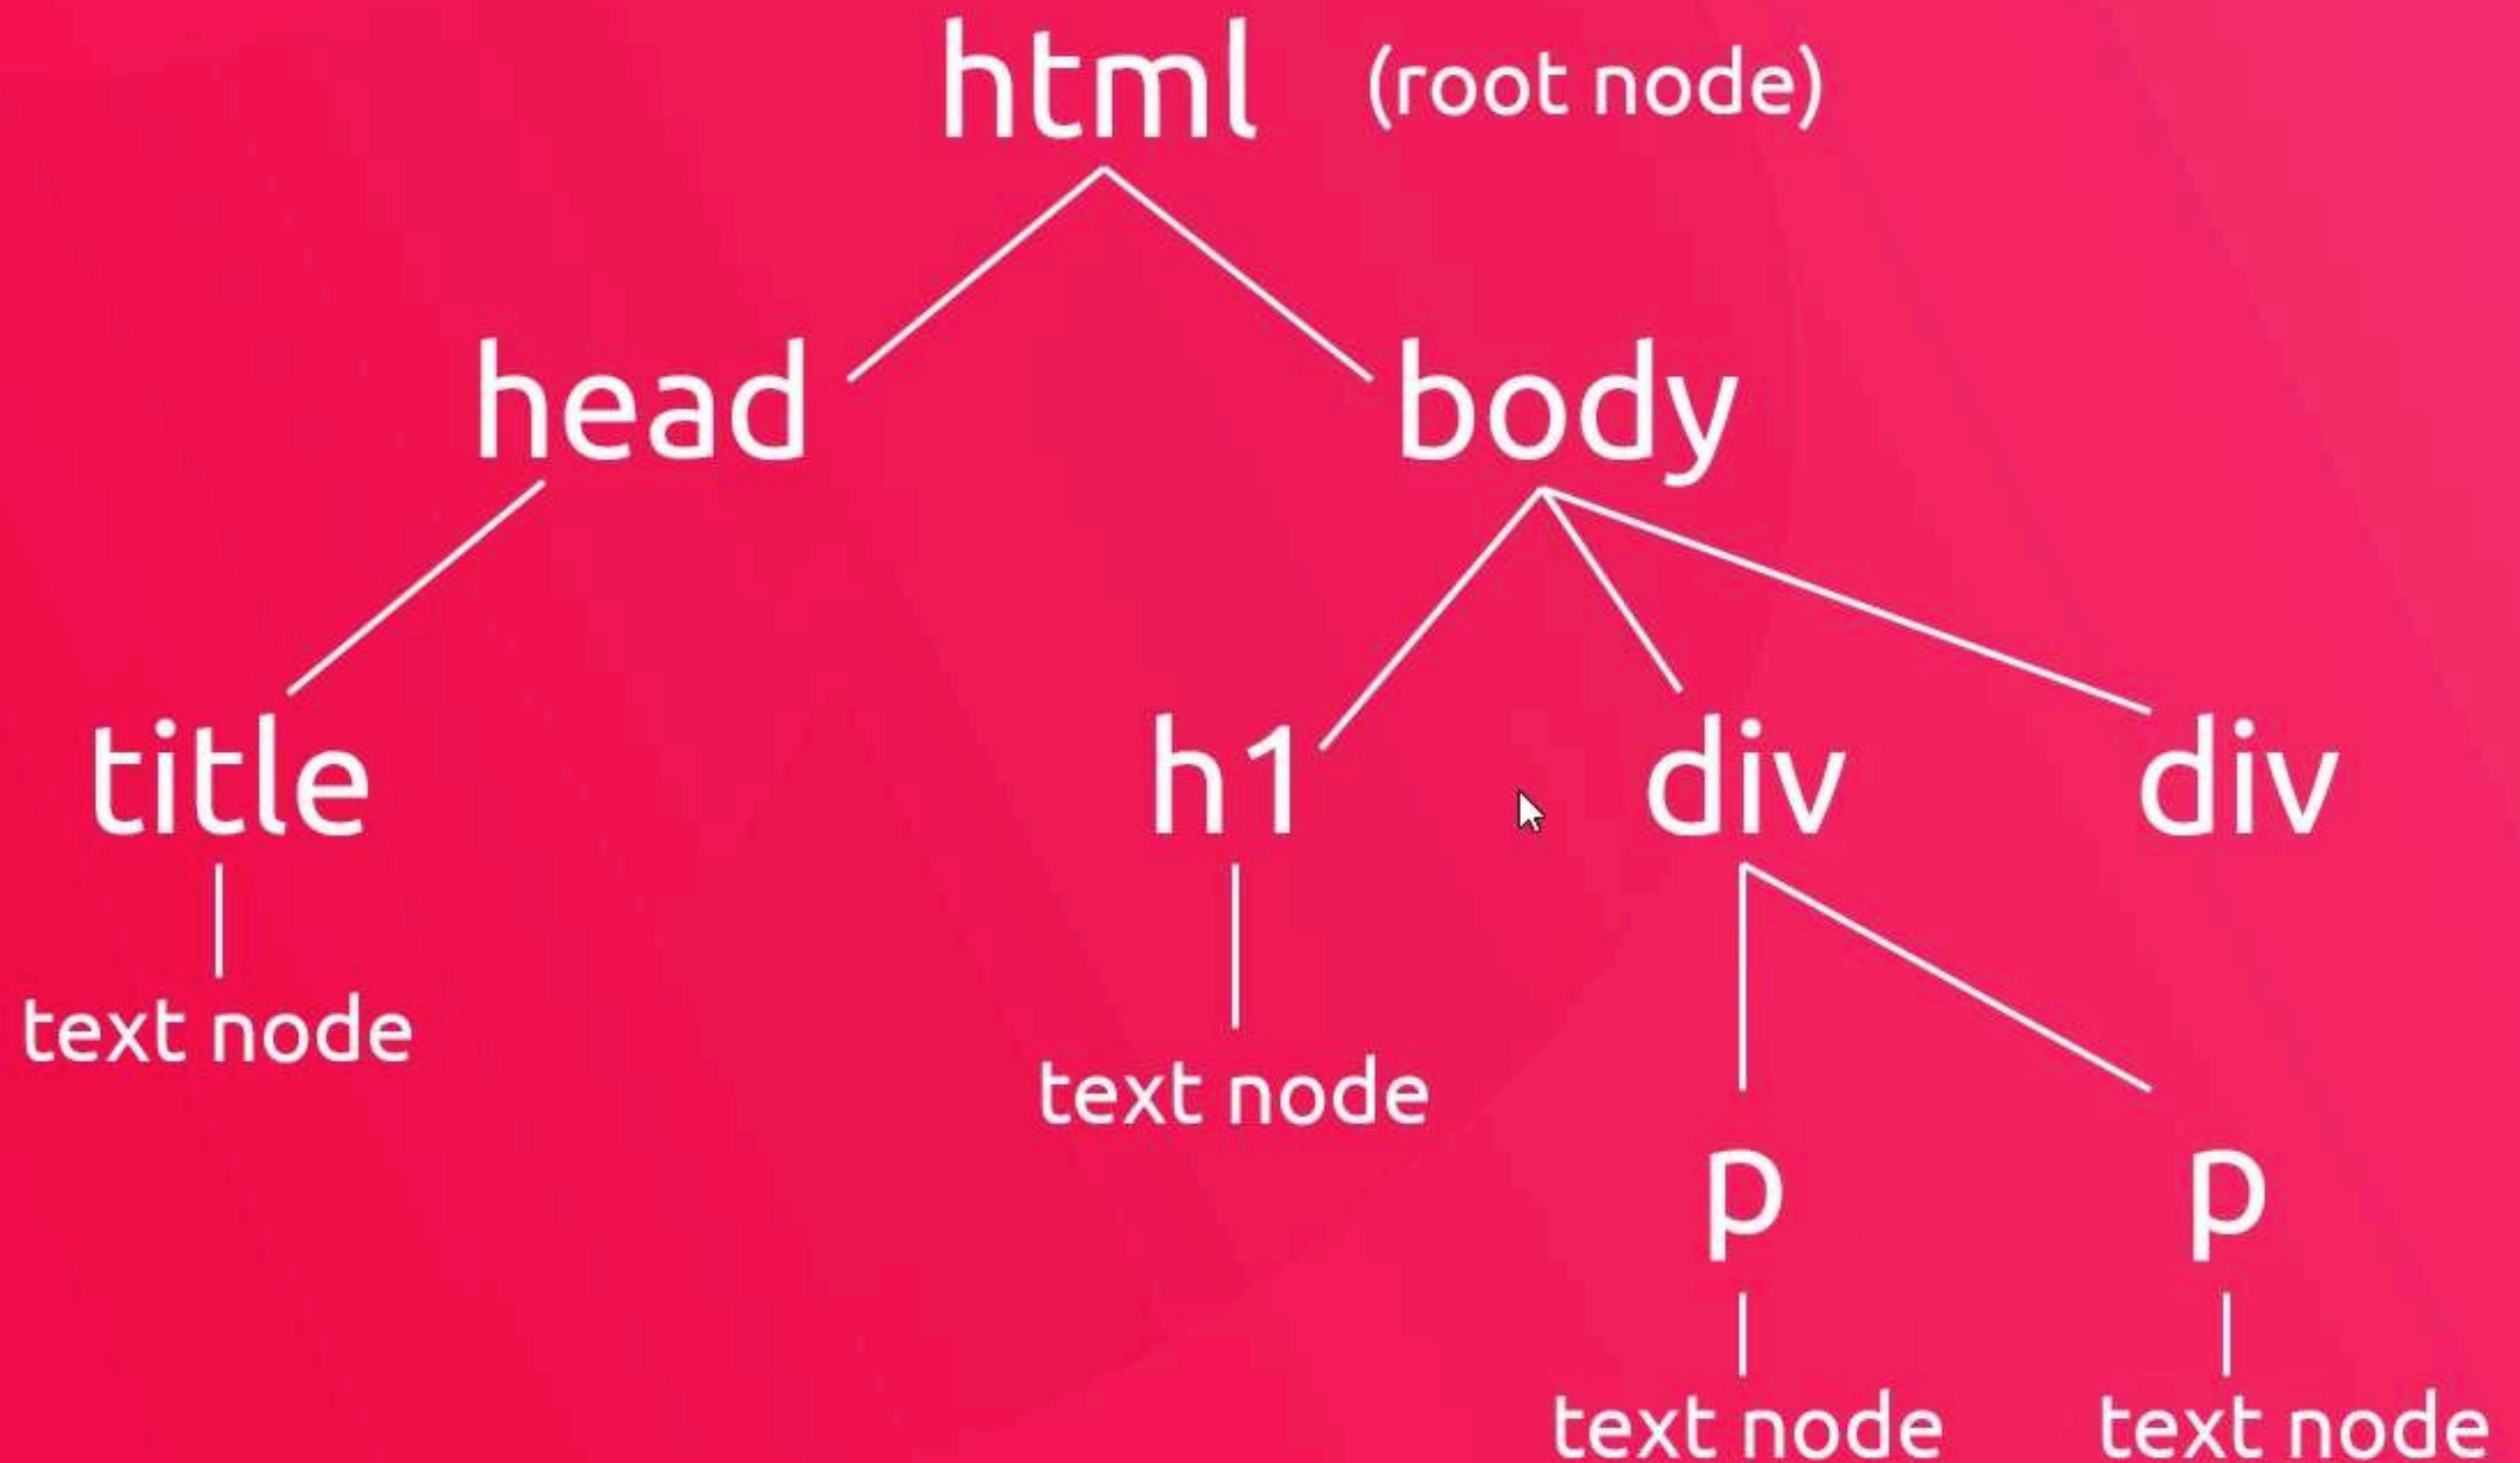 html (root node)
head body
title h1 div div
text node
text node
p p
text node text node